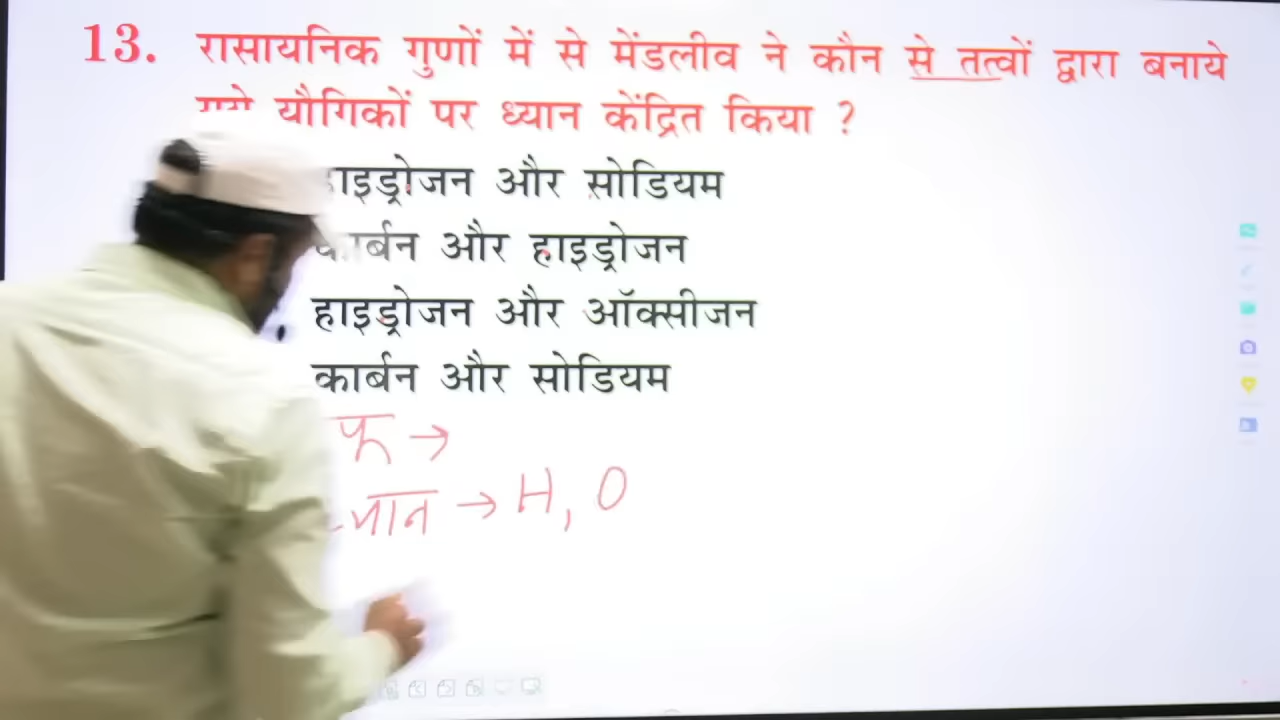 13. रासायनिक गुणों में से मेंडलीव ने कौन से तत्वों द्वारा बनाये
गये यौगिकों पर ध्यान केंद्रित किया ?
हाइड्रोजन और सोडियम
कार्बन और हाइड्रोजन
हाइड्रोजन और ऑक्सीजन
कार्बन और सोडियम
→
→ H, O